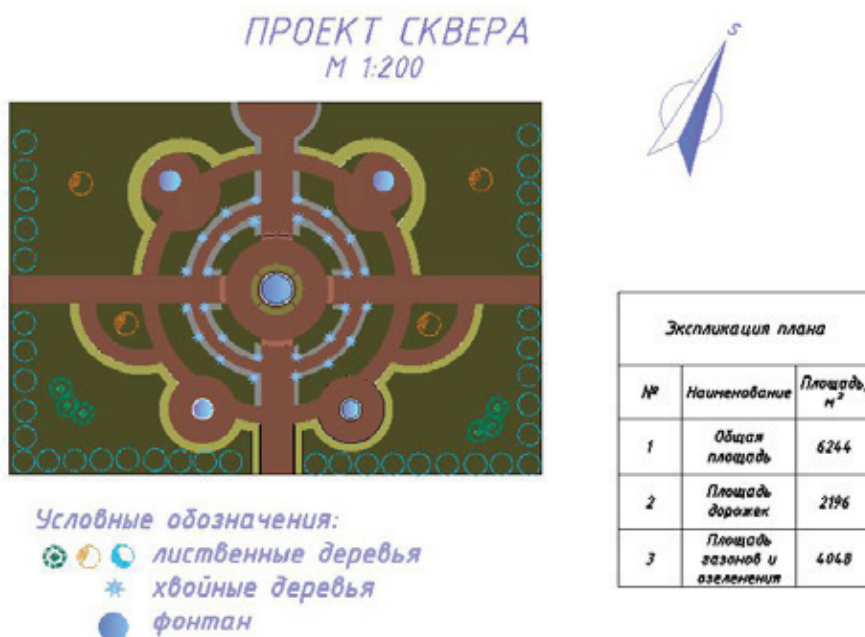 ПРОЕКТ СКВЕРА
М 1:200
S
Экспликация плана
№ Наименование Площадь, м²
1 Общая площадь 6244
2 Площадь дорожек 2196
3 Площадь газонов и озеленения 4048
Условные обозначения:
лиственные деревья
хвойные деревья
фонтан